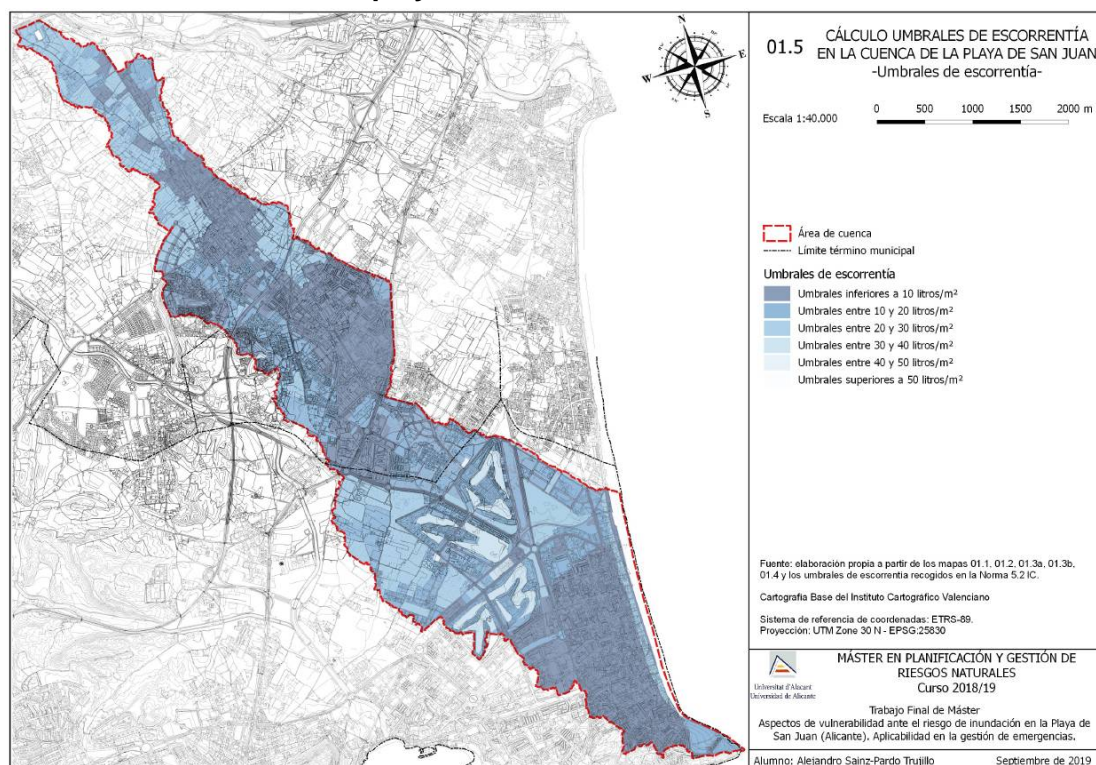 N
E
S
W
01.5
CÁLCULO UMBRALES DE ESCORRENTÍA
EN LA CUENCA DE LA PLAYA DE SAN JUAN
-Umbrales de escorrentía-
Escala 1:40.000
0 500 1000 1500 2000 m
Área de cuenca
Límite término municipal
Umbrales de escorrentía
Umbrales inferiores a 10 litros/m²
Umbrales entre 10 y 20 litros/m²
Umbrales entre 20 y 30 litros/m²
Umbrales entre 30 y 40 litros/m²
Umbrales entre 40 y 50 litros/m²
Umbrales superiores a 50 litros/m²
Fuente: elaboración propia a partir de los mapas 01.1, 01.2, 01.3a, 01.3b,
01.4 y los umbrales de escorrentía recogidos en la Norma 5.2 IC.
Cartografía Base del Instituto Cartográfico Valenciano
Sistema de referencia de coordenadas: ETRS-89.
Proyección: UTM Zone 30 N - EPSG:25830
Universitat d'Alacant
Universidad de Alicante
MÁSTER EN PLANIFICACIÓN Y GESTIÓN DE
RIESGOS NATURALES
Curso 2018/19
Trabajo Final de Máster
Aspectos de vulnerabilidad ante el riesgo de inundación en la Playa de
San Juan (Alicante). Aplicabilidad en la gestión de emergencias.
Alumno: Alejandro Sainz-Pardo Trujillo Septiembre de 2019